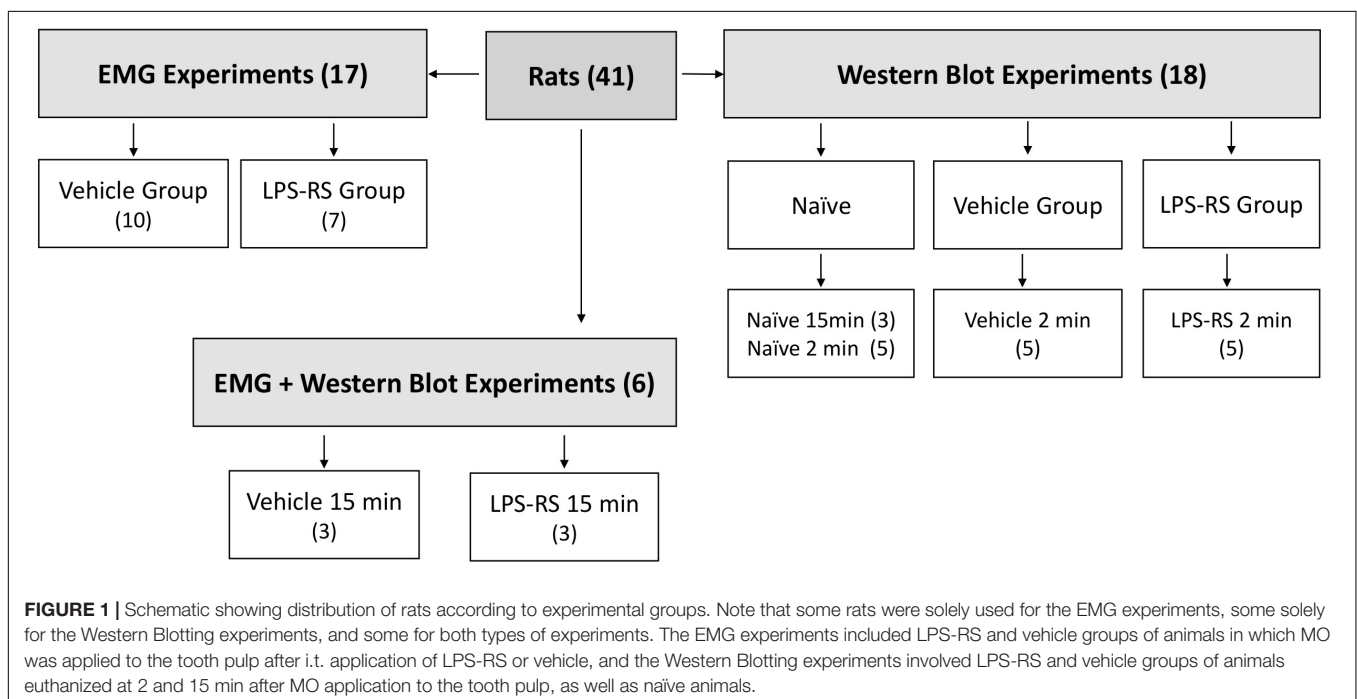 EMG Experiments (17)
Rats (41)
Western Blot Experiments (18)
Vehicle Group
(10)
LPS-RS Group
(7)
Naïve
Vehicle Group
LPS-RS Group
Naïve 15min (3)
Naïve 2 min (5)
Vehicle 2 min
(5)
LPS-RS 2 min
(5)
EMG + Western Blot Experiments (6)
Vehicle 15 min
(3)
LPS-RS 15 min
(3)
FIGURE 1 | Schematic showing distribution of rats according to experimental groups. Note that some rats were solely used for the EMG experiments, some solely
for the Western Blotting experiments, and some for both types of experiments. The EMG experiments included LPS-RS and vehicle groups of animals in which MO
was applied to the tooth pulp after i.t. application of LPS-RS or vehicle, and the Western Blotting experiments involved LPS-RS and vehicle groups of animals
euthanized at 2 and 15 min after MO application to the tooth pulp, as well as naïve animals.